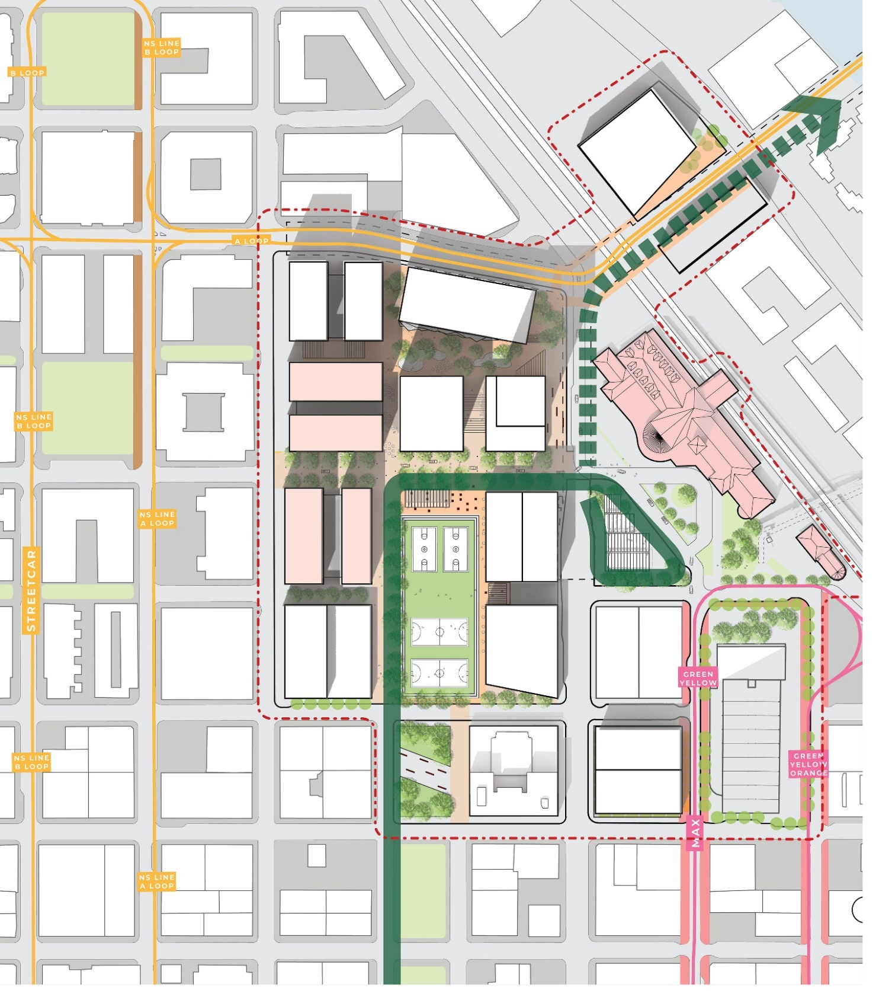 NS LINE
B LOOP
B LOOP
A LOOP
NS LINE
B LOOP
NS LINE
A LOOP
STREETCAR
GREEN
YELLOW
NS LINE
B LOOP
GREEN
YELLOW
ORANGE
MAX
NS LINE
A LOOP